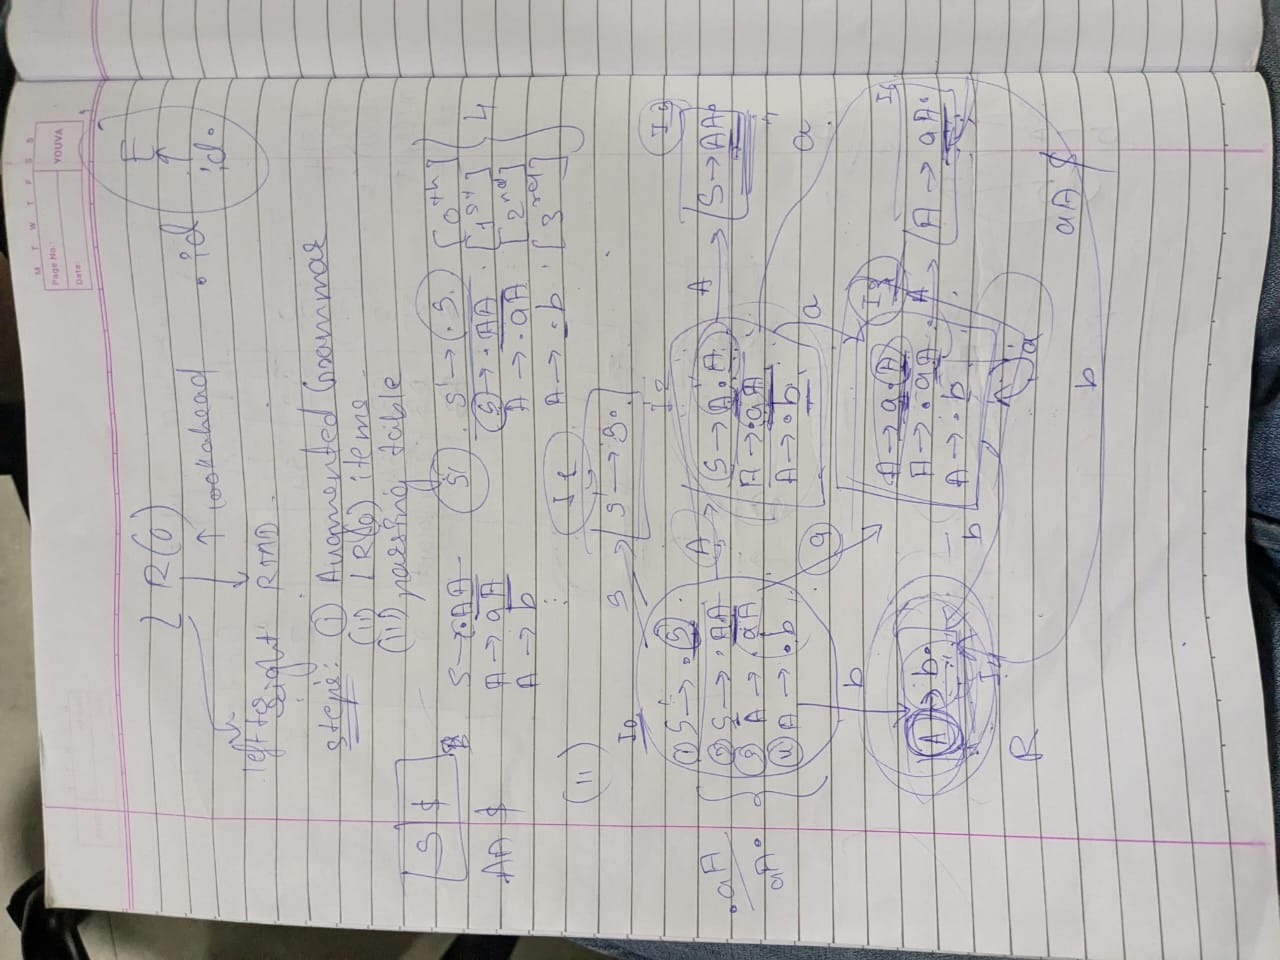 M T W T F S S
Page No.:
Date:
YOUVA
LR(0)
↑ lookahead
left to right
RMD
.id
E
↑
id.
steps: (i) Augmented Grammar
(ii) LR(0) items
(iii) parsing table
S $
AA $
S → .AA
A → aA
A → b
S'
S' → .S [0th]
S → .AA [1st]
A → .aA [2nd]
A → .b [3rd]
4
(ii)
I0
① S' → .S
② S → .AA
③ A → .aA
④ A → .b
.aA
aA.
S
I1
S' → S.
A
I2
S → A.A
A → .aA
A → .b
A
S → AA.
a
a
a
b
A → b.
I4
R
I3
A → a.A
A → .aA
A → .b
A
I6
A → aA.
b
a
b
aA $